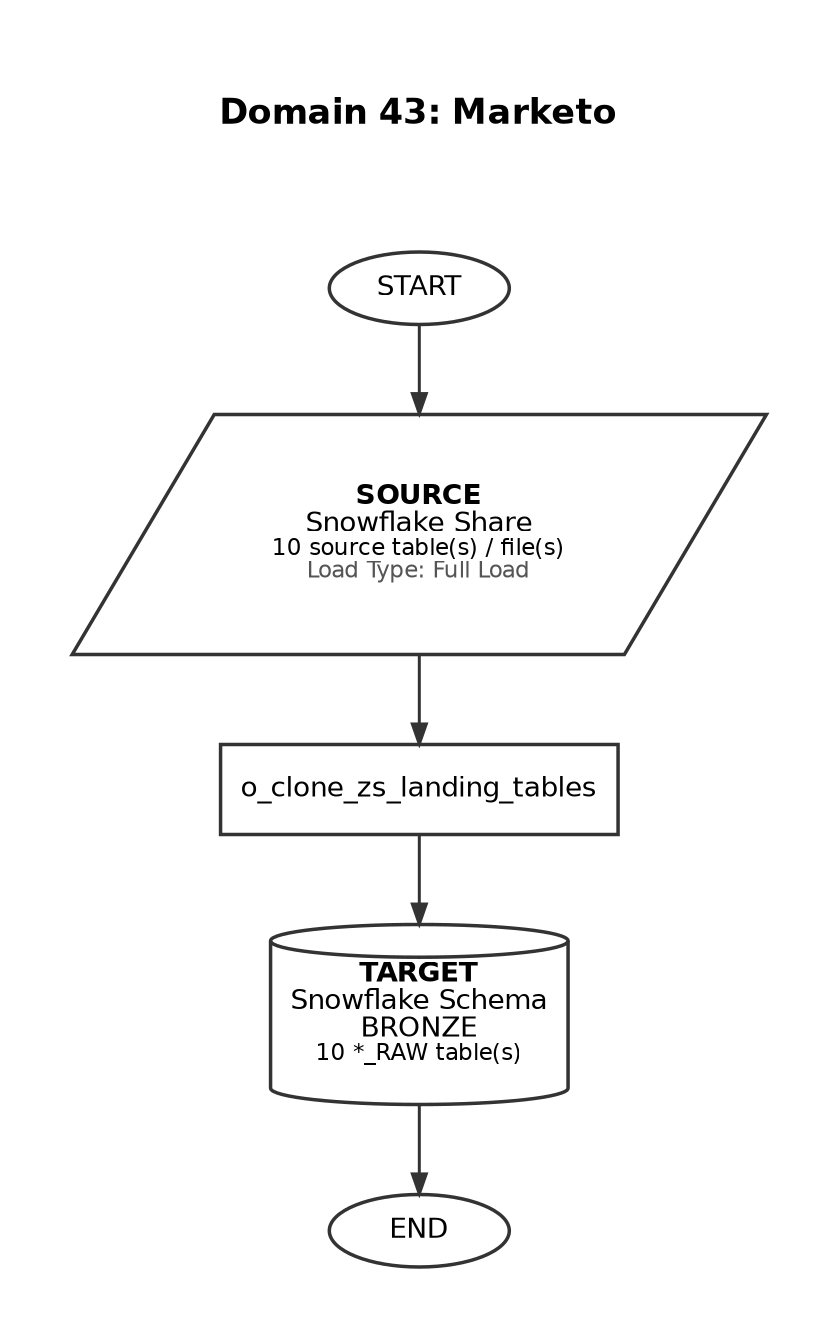 Domain 43: Marketo
START
SOURCE
Snowflake Share
10 source table(s) / file(s)
Load Type: Full Load
o_clone_zs_landing_tables
TARGET
Snowflake Schema
BRONZE
10 *_RAW table(s)
END